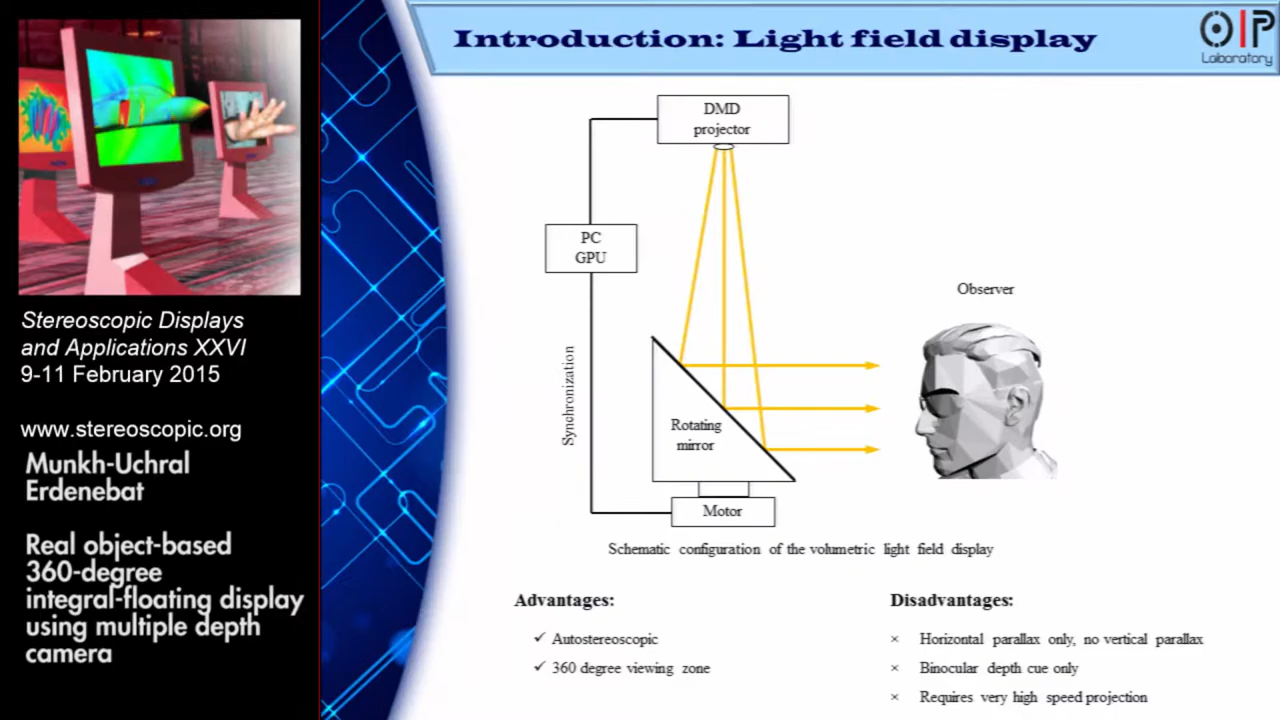 Stereoscopic Displays
and Applications XXVI
9-11 February 2015
www.stereoscopic.org
Munkh-Uchral
Erdenebat
Real object-based
360-degree
integral-floating display
using multiple depth
camera
Introduction: Light field display
OIP
Laboratory
DMD
projector
PC
GPU
Observer
Synchronization
Rotating
mirror
Motor
Schematic configuration of the volumetric light field display
Advantages:
✓ Autostereoscopic
✓ 360 degree viewing zone
Disadvantages:
× Horizontal parallax only, no vertical parallax
× Binocular depth cue only
× Requires very high speed projection